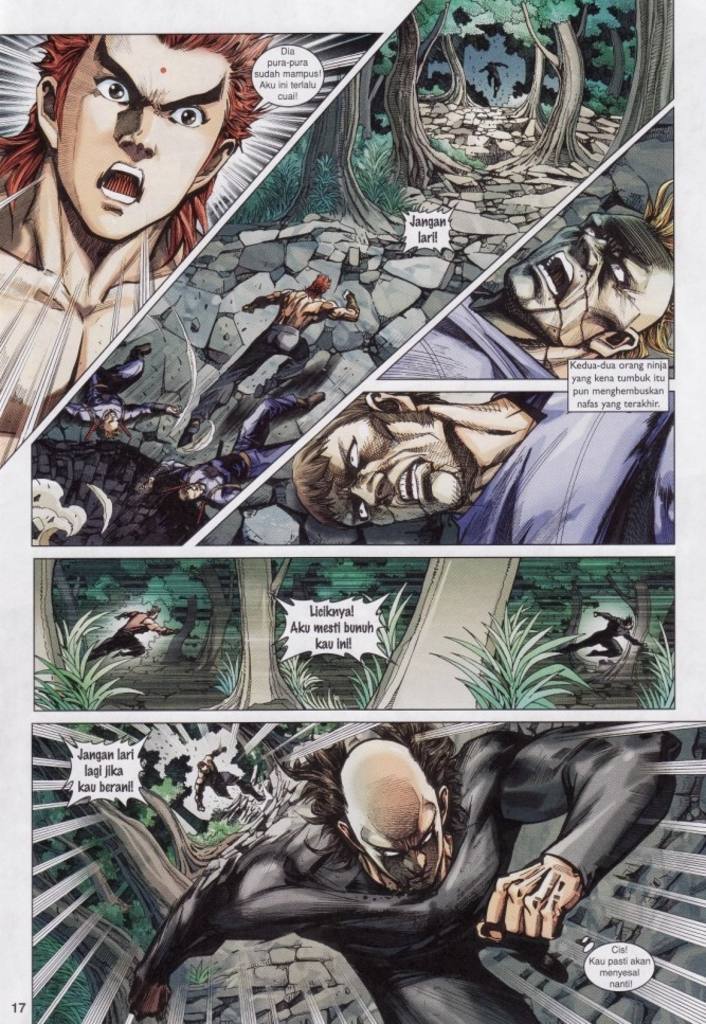 Dia
pura-pura
sudah mampus!
Aku ini terlalu
cuai!
Jangan
lari!
Kedua-dua orang ninja
yang kena tumbuk itu
pun menghembuskan
nafas yang terakhir.
Liciknya!
Aku mesti bunuh
kau ini!
Jangan lari
lagi jika
kau berani!
Cis!
Kau pasti akan
menyesal
nanti!
17